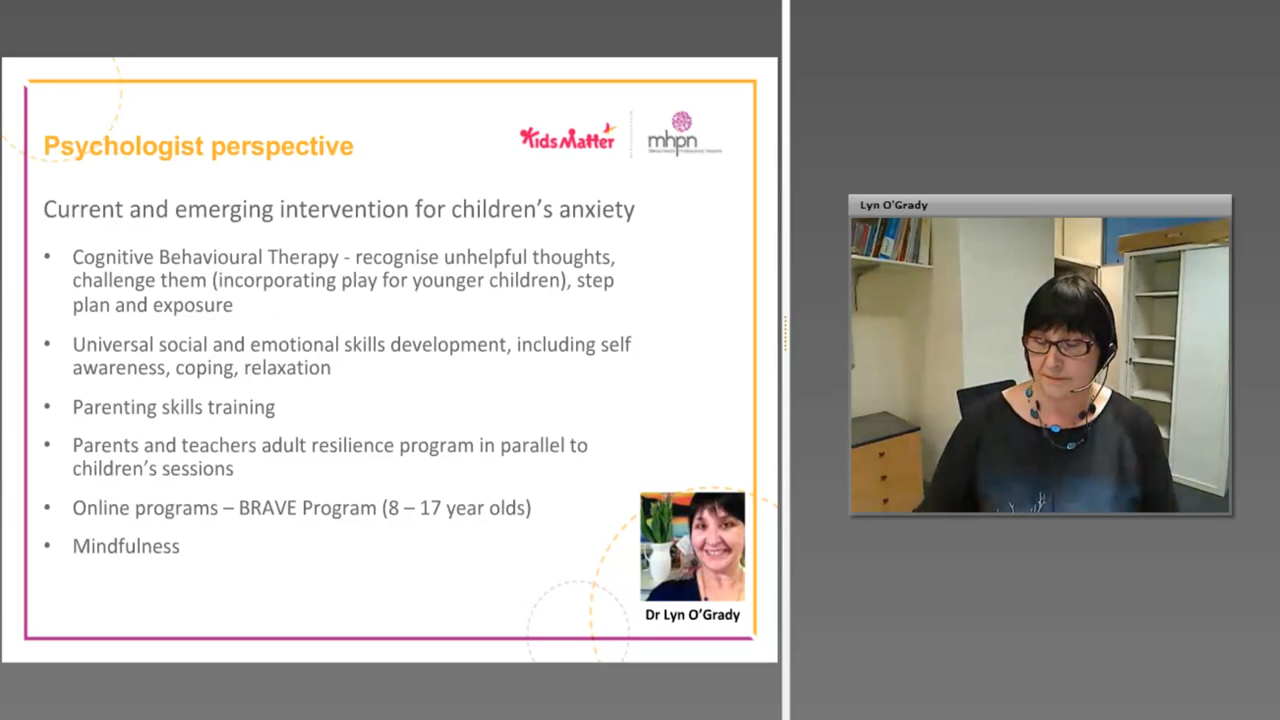 Psychologist perspective
KidsMatter
mhpn
Current and emerging intervention for children's anxiety
• Cognitive Behavioural Therapy - recognise unhelpful thoughts,
challenge them (incorporating play for younger children), step
plan and exposure
• Universal social and emotional skills development, including self
awareness, coping, relaxation
• Parenting skills training
• Parents and teachers adult resilience program in parallel to
children's sessions
• Online programs – BRAVE Program (8 – 17 year olds)
• Mindfulness
Dr Lyn O'Grady
Lyn O'Grady